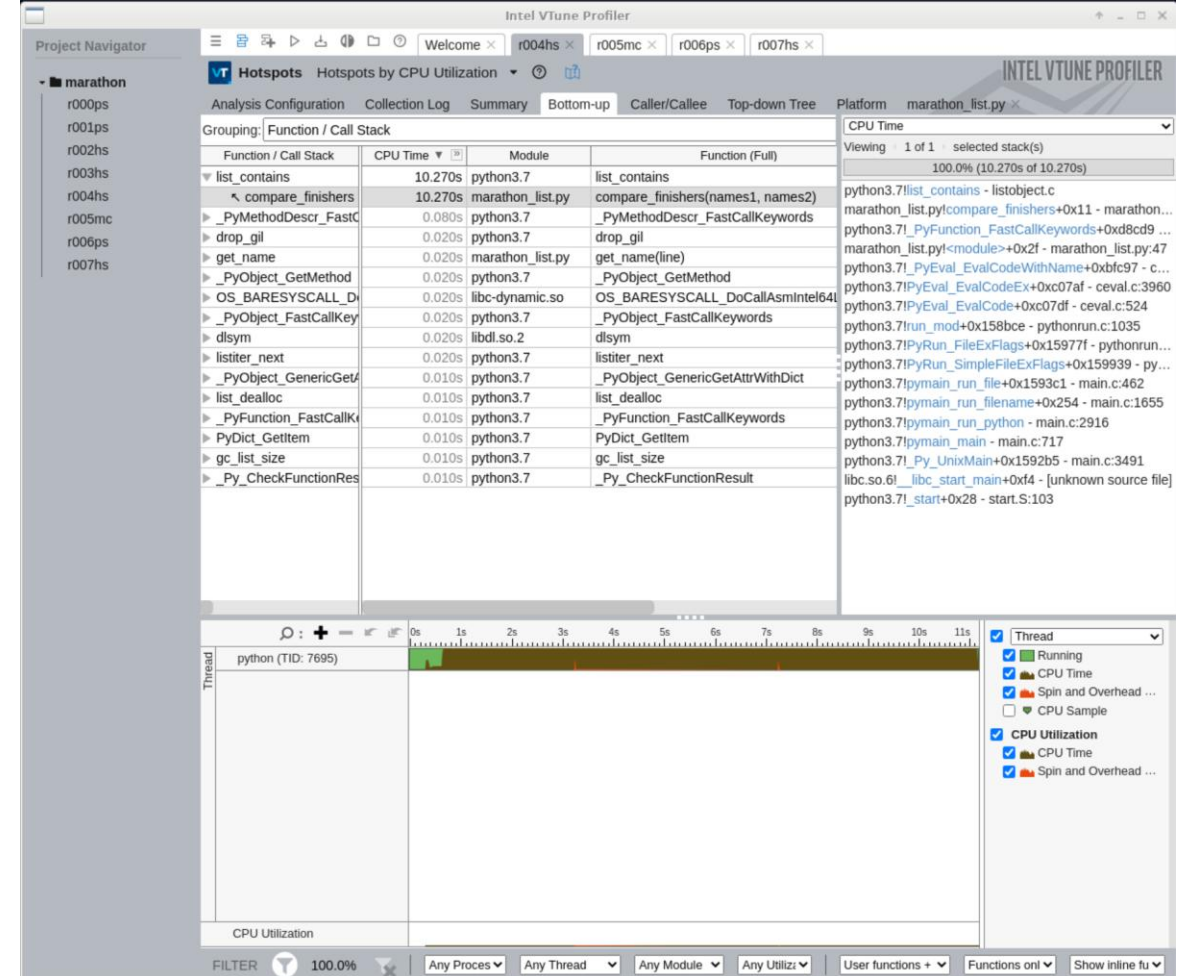 Intel VTune Profiler
Project Navigator
marathon
r000ps
r001ps
r002hs
r003hs
r004hs
r005mc
r006ps
r007hs
Welcome r004hs r005mc r006ps r007hs
VT Hotspots Hotspots by CPU Utilization
INTEL VTUNE PROFILER
Analysis Configuration Collection Log Summary Bottom-up Caller/Callee Top-down Tree Platform marathon_list.py
Grouping: Function / Call Stack
Function / Call Stack CPU Time Module Function (Full)
list_contains 10.270s python3.7 list_contains
compare_finishers 10.270s marathon_list.py compare_finishers(names1, names2)
_PyMethodDescr_FastC 0.080s python3.7 _PyMethodDescr_FastCallKeywords
drop_gil 0.020s python3.7 drop_gil
get_name 0.020s marathon_list.py get_name(line)
_PyObject_GetMethod 0.020s python3.7 _PyObject_GetMethod
OS_BARESYSCALL_D 0.020s libc-dynamic.so OS_BARESYSCALL_DoCallAsmIntel64L
_PyObject_FastCallKey 0.020s python3.7 _PyObject_FastCallKeywords
dlsym 0.020s libdl.so.2 dlsym
listiter_next 0.020s python3.7 listiter_next
_PyObject_GenericGetA 0.010s python3.7 _PyObject_GenericGetAttrWithDict
list_dealloc 0.010s python3.7 list_dealloc
_PyFunction_FastCallKe 0.010s python3.7 _PyFunction_FastCallKeywords
PyDict_GetItem 0.010s python3.7 PyDict_GetItem
gc_list_size 0.010s python3.7 gc_list_size
_Py_CheckFunctionRes 0.010s python3.7 _Py_CheckFunctionResult
CPU Time
Viewing 1 of 1 selected stack(s)
100.0% (10.270s of 10.270s)
python3.7!list_contains - listobject.c
marathon_list.py!compare_finishers+0x11 - marathon...
python3.7!_PyFunction_FastCallKeywords+0xd8cd9 ...
marathon_list.py!<module>+0x2f - marathon_list.py:47
python3.7!_PyEval_EvalCodeWithName+0xbfc97 - c...
python3.7!PyEval_EvalCodeEx+0xc07af - ceval.c:3960
python3.7!PyEval_EvalCode+0xc07df - ceval.c:524
python3.7!run_mod+0x158bce - pythonrun.c:1035
python3.7!PyRun_FileExFlags+0x15977f - pythonrun...
python3.7!PyRun_SimpleFileExFlags+0x159939 - py...
python3.7!pymain_run_file+0x1593c1 - main.c:462
python3.7!pymain_run_filename+0x254 - main.c:1655
python3.7!pymain_run_python - main.c:2916
python3.7!pymain_main - main.c:717
python3.7!_Py_UnixMain+0x1592b5 - main.c:3491
libc.so.6!__libc_start_main+0xf4 - [unknown source file]
python3.7!_start+0x28 - start.S:103
0s 1s 2s 3s 4s 5s 6s 7s 8s 9s 10s 11s
Thread
python (TID: 7695)
CPU Utilization
Thread
Running
CPU Time
Spin and Overhead ...
CPU Sample
CPU Utilization
CPU Time
Spin and Overhead ...
FILTER 100.0% Any Proces Any Thread Any Module Any Utiliz User functions + Functions onl Show inline fu